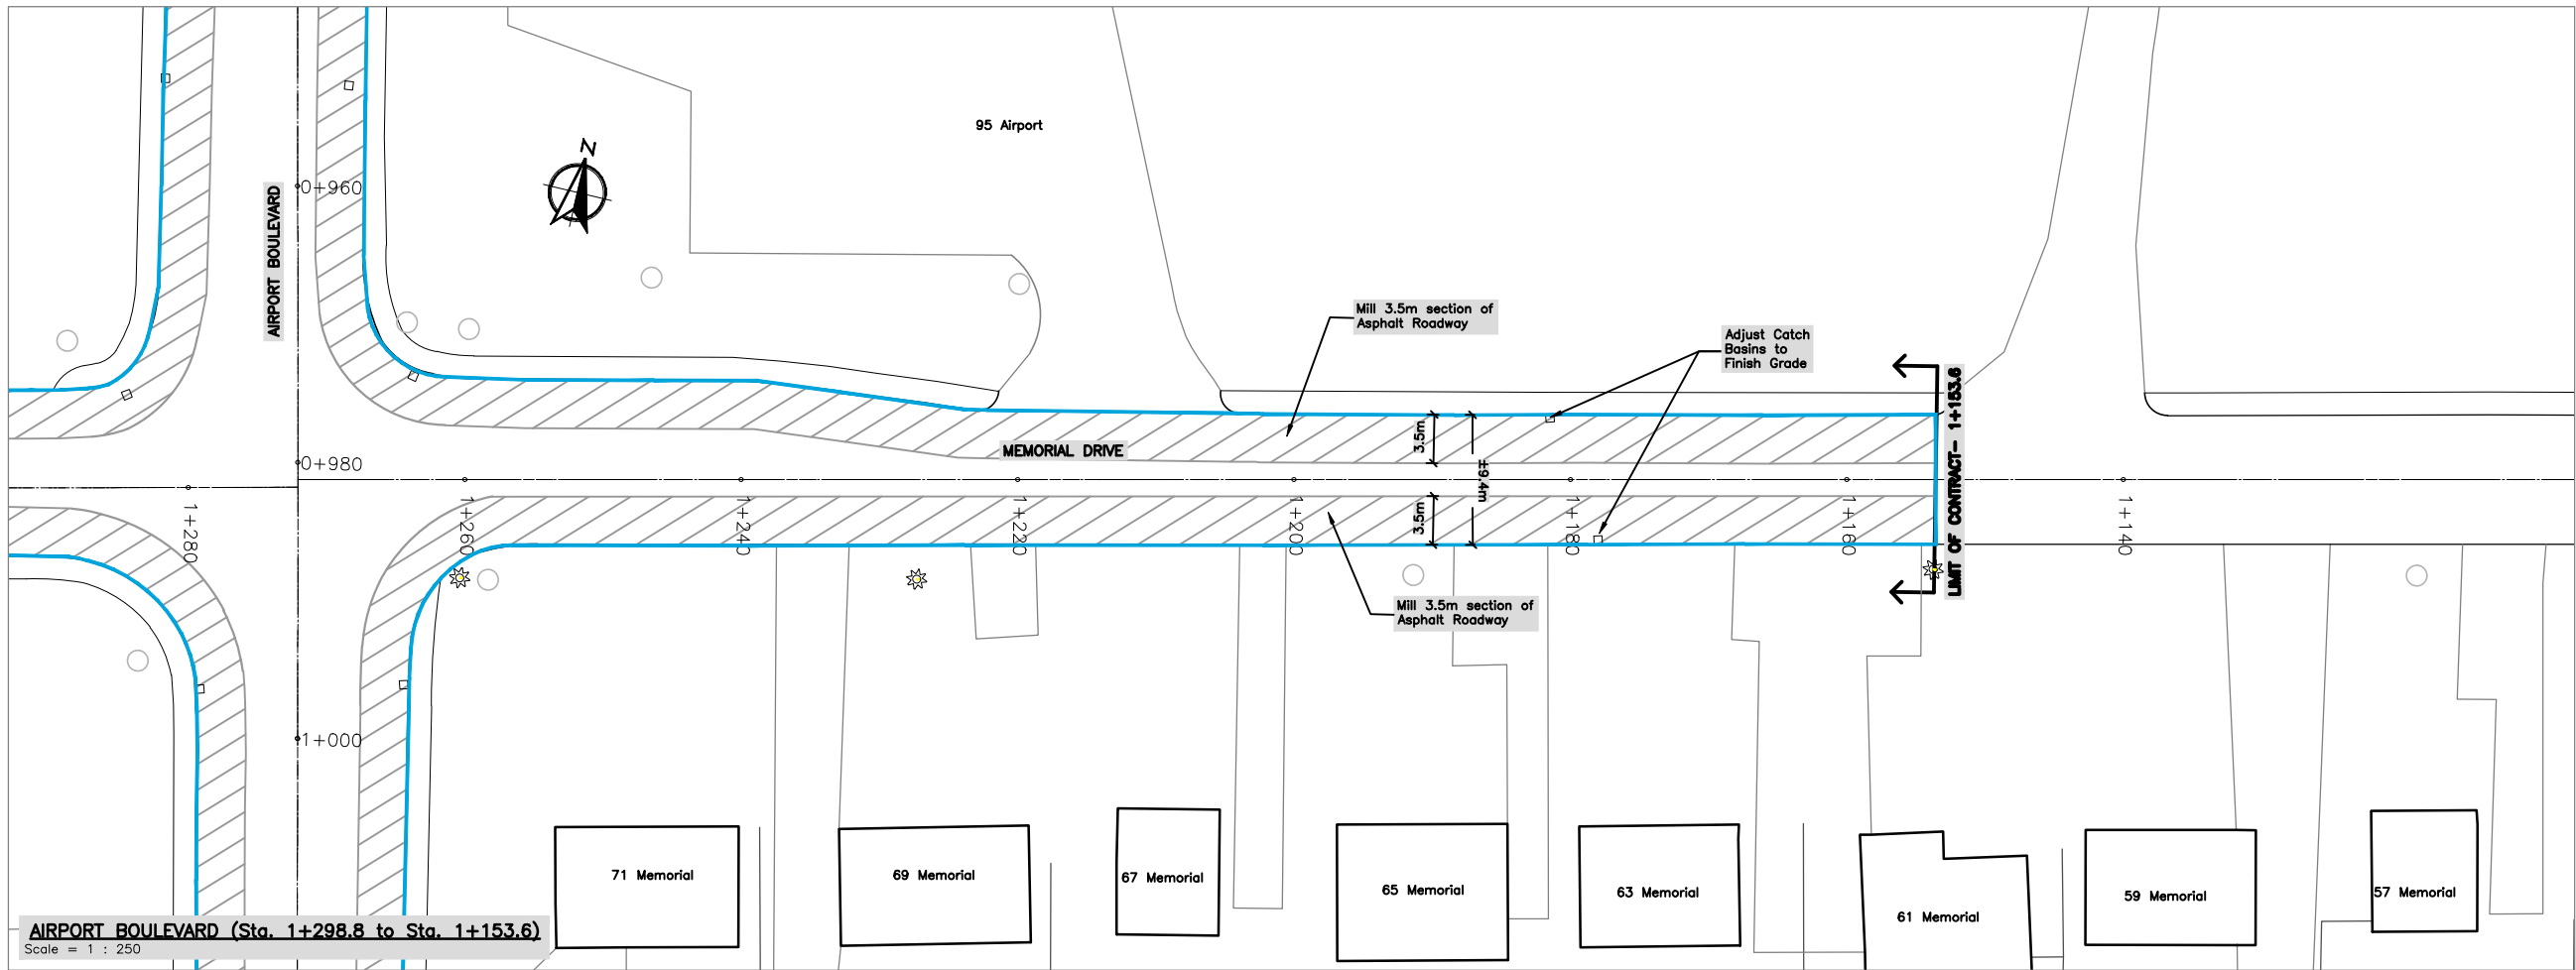 N
95 Airport
AIRPORT BOULEVARD
0+960
Mill 3.5m section of
Asphalt Roadway
Adjust Catch
Basins to
Finish Grade
LIMIT OF CONTRACT- 1+153.6
3.5m
±9.4m
MEMORIAL DRIVE
0+980
1+280
1+260
1+240
1+220
1+200
3.5m
1+180
1+160
1+140
Mill 3.5m section of
Asphalt Roadway
1+000
71 Memorial
69 Memorial
67 Memorial
65 Memorial
63 Memorial
61 Memorial
59 Memorial
57 Memorial
AIRPORT BOULEVARD (Sta. 1+298.8 to Sta. 1+153.6)
Scale = 1 : 250